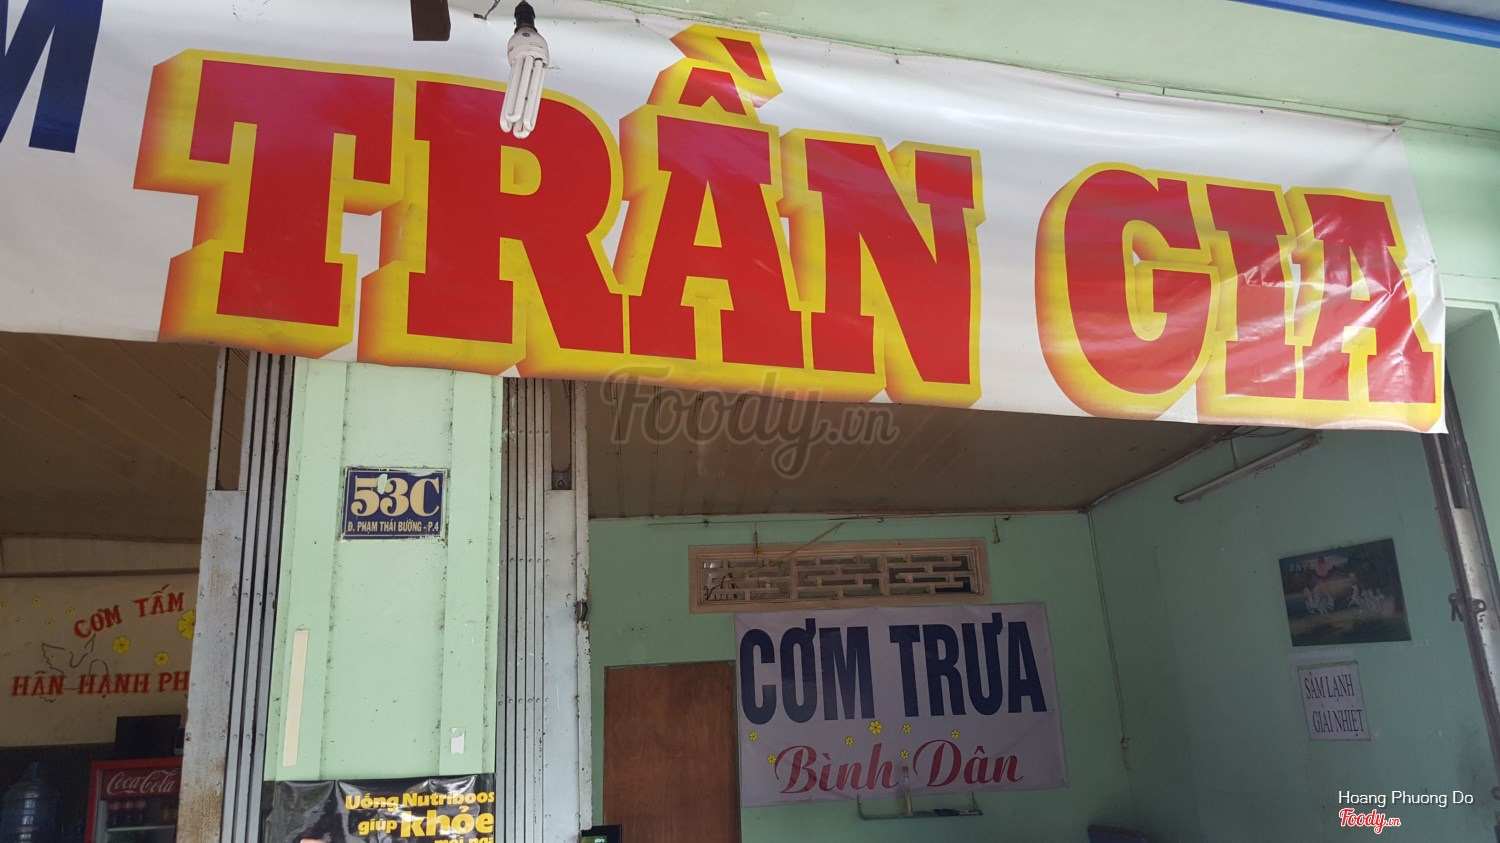 M TRẦN GIA
Foody.vn
53C
Đ. PHẠM THÁI BƯỜNG - P.4
CƠM TẤM
HÂN HẠNH PH
CƠM TRƯA
Bình Dân
SÂM LẠNH
GIẢI NHIỆT
Coca-Cola
Uống Nutriboos
giúp khỏe
Hoang Phuong Do
Foody.vn